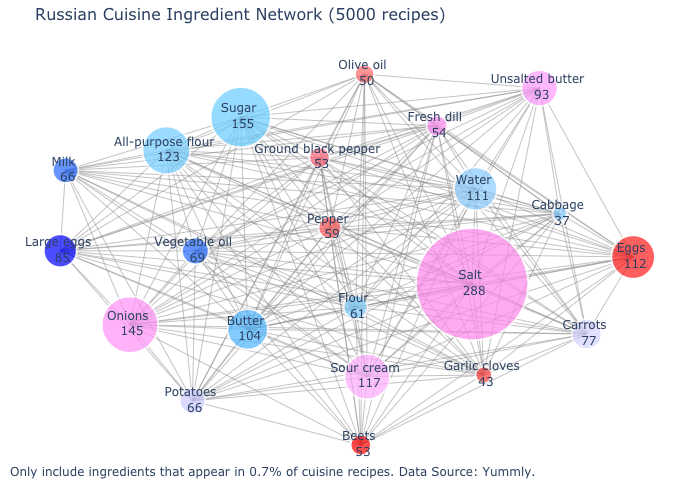 Russian Cuisine Ingredient Network (5000 recipes)
Olive oil
50
Unsalted butter
93
Sugar
155
Fresh dill
54
All-purpose flour
123
Ground black pepper
53
Milk
66
Water
111
Cabbage
37
Pepper
59
Large eggs
85
Vegetable oil
69
Eggs
112
Salt
288
Flour
61
Onions
145
Butter
104
Carrots
77
Sour cream
117
Garlic cloves
43
Potatoes
66
Beets
53
Only include ingredients that appear in 0.7% of cuisine recipes. Data Source: Yummly.